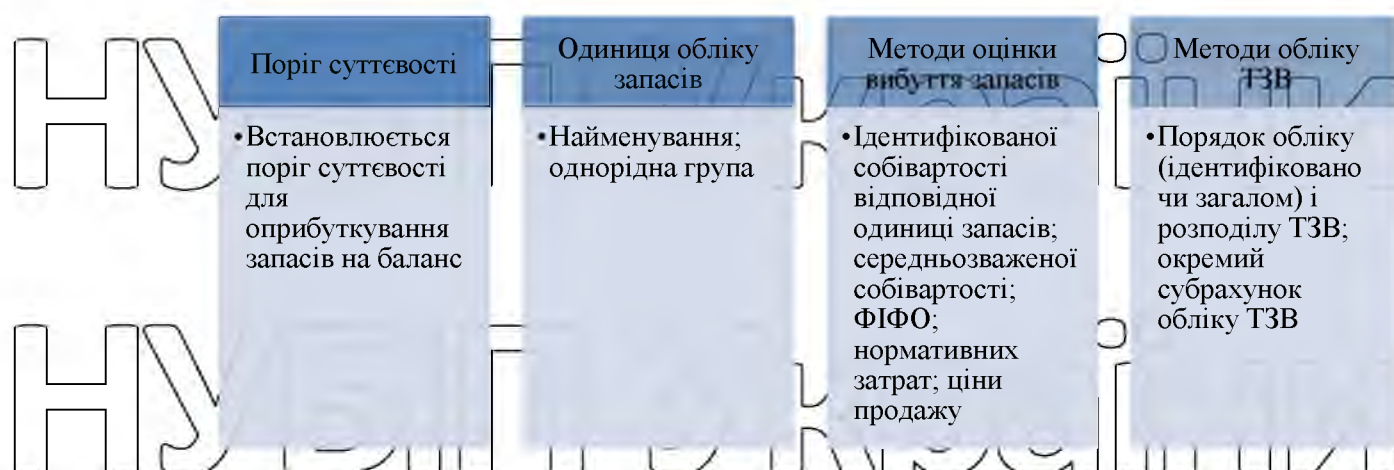 Поріг суттєвості
•Встановлюється
поріг суттєвості
для
оприбуткування
запасів на баланс
Одиниця обліку
запасів
•Найменування;
однорідна група
Методи оцінки
вибуття запасів
•Ідентифікованої
собівартості
відповідної
одиниці запасів;
середньозваженої
собівартості;
ФІФО;
нормативних
затрат; ціни
продажу
Методи обліку
ТЗВ
•Порядок обліку
(ідентифіковано
чи загалом) і
розподілу ТЗВ;
окремий
субрахунок
обліку ТЗВ